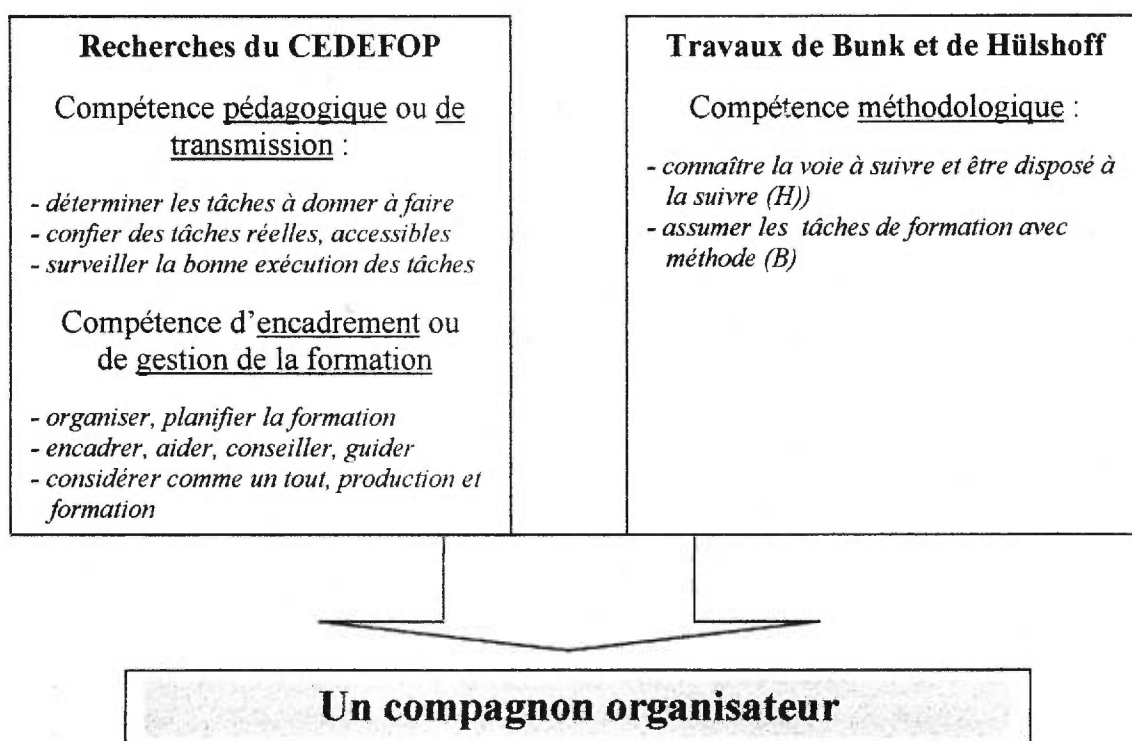 Recherches du CEDEFOP
Compétence pédagogique ou de
transmission :
- déterminer les tâches à donner à faire
- confier des tâches réelles, accessibles
- surveiller la bonne exécution des tâches
Compétence d'encadrement ou
de gestion de la formation
- organiser, planifier la formation
- encadrer, aider, conseiller, guider
- considérer comme un tout, production et
formation
Travaux de Bunk et de Hülshoff
Compétence méthodologique :
- connaître la voie à suivre et être disposé à
la suivre (H))
- assumer les tâches de formation avec
méthode (B)
Un compagnon organisateur